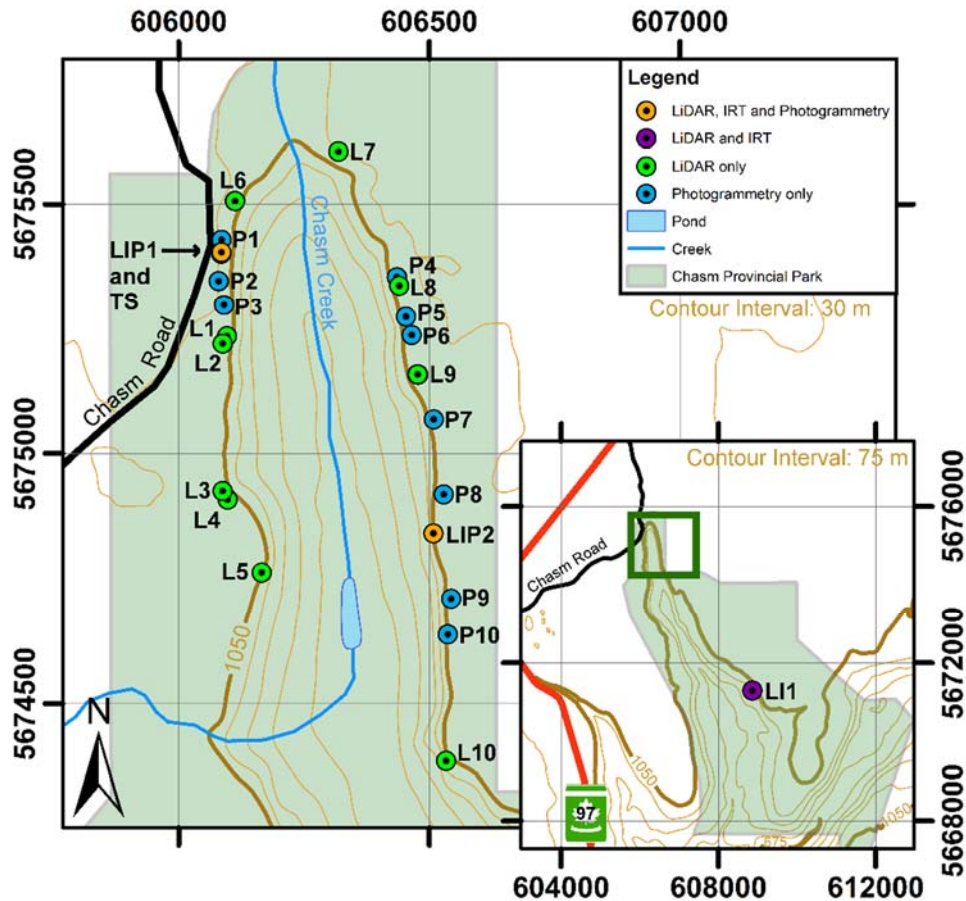 606000
606500
607000
Legend
LiDAR, IRT and Photogrammetry
LiDAR and IRT
LiDAR only
Photogrammetry only
Pond
Creek
Chasm Provincial Park
Contour Interval: 30 m
5675500
5675000
5674500
L7
L6
P1
LIP1
and
TS
P2
P3
L1
L2
Chasm Road
Chasm Creek
P4
L8
P5
P6
L9
P7
L3
L4
P8
LIP2
L5
P9
P10
1050
L10
N
Contour Interval: 75 m
5676000
5672000
5668000
Chasm Road
LI1
1050
97
675
1050
604000
608000
612000